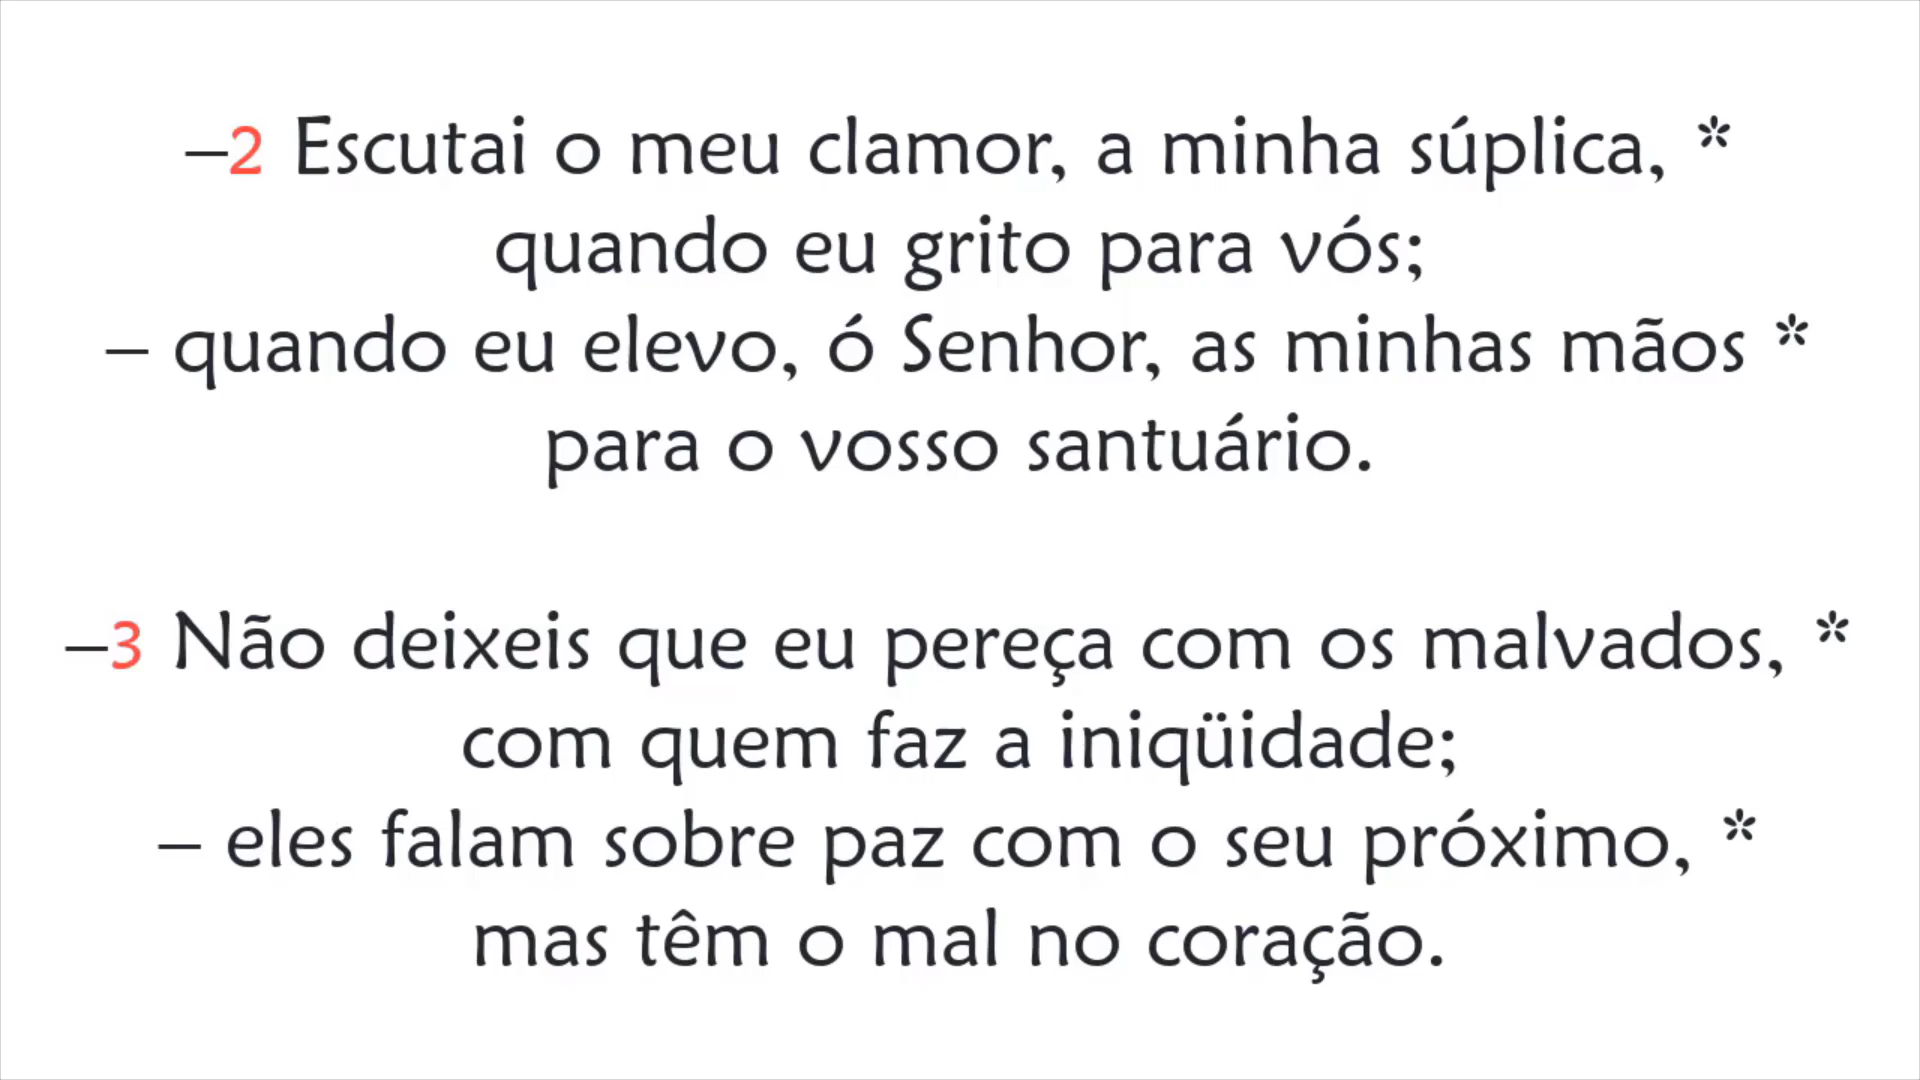 –2 Escutai o meu clamor, a minha súplica, *
quando eu grito para vós;
– quando eu elevo, ó Senhor, as minhas mãos *
para o vosso santuário.
–3 Não deixeis que eu pereça com os malvados, *
com quem faz a iniqüidade;
– eles falam sobre paz com o seu próximo, *
mas têm o mal no coração.